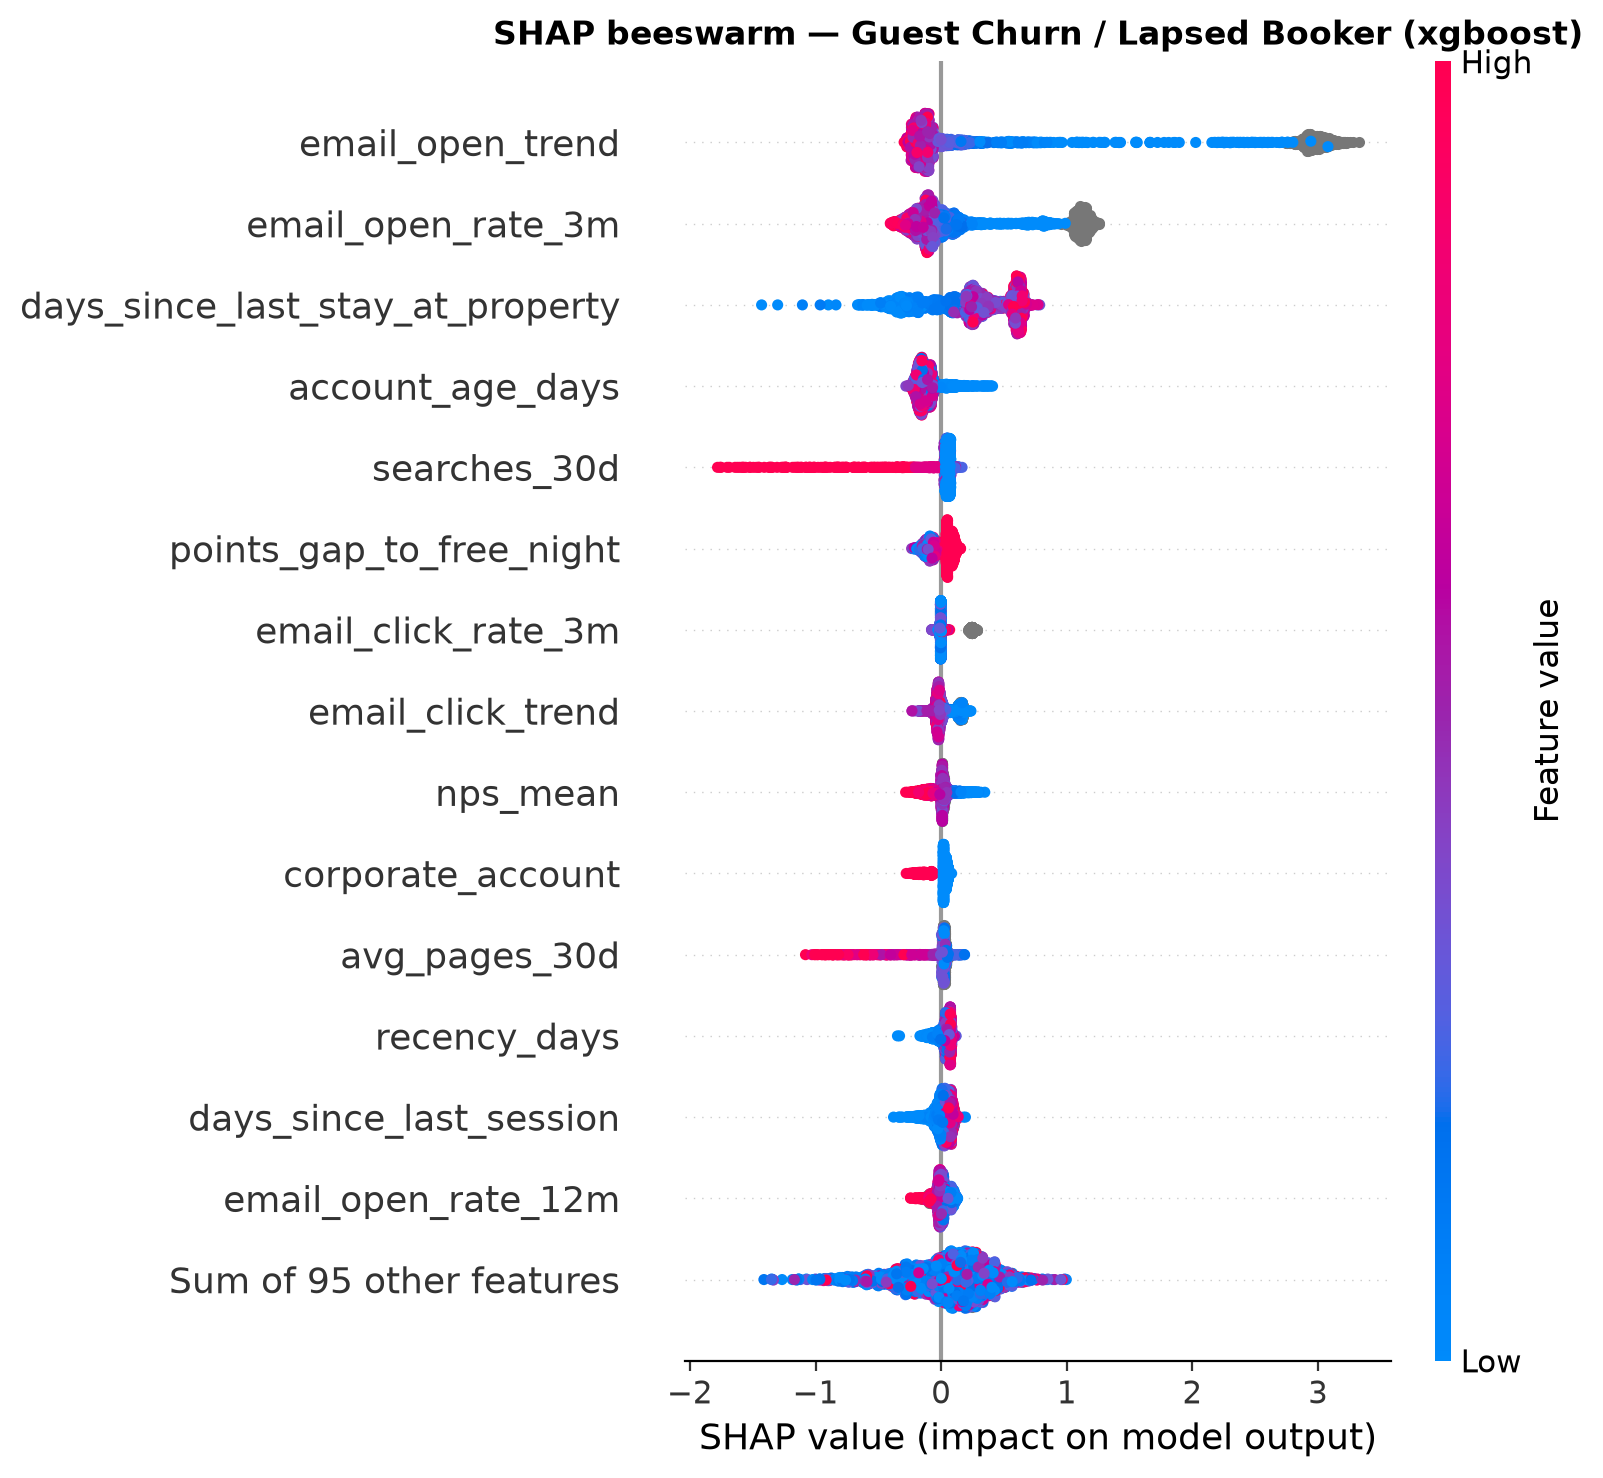 SHAP beeswarm — Guest Churn / Lapsed Booker (xgboost)
High
email_open_trend
email_open_rate_3m
days_since_last_stay_at_property
account_age_days
searches_30d
points_gap_to_free_night
email_click_rate_3m
email_click_trend
nps_mean
corporate_account
avg_pages_30d
recency_days
days_since_last_session
email_open_rate_12m
Sum of 95 other features
Feature value
Low
−2 −1 0 1 2 3
SHAP value (impact on model output)